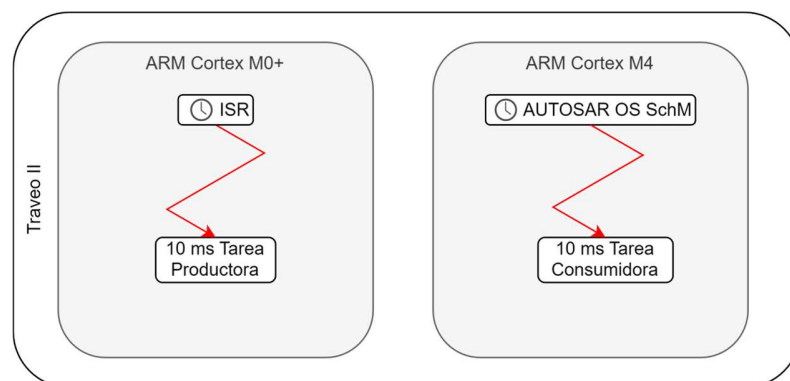 Traveo II
ARM Cortex M0+
ISR
10 ms Tarea
Productora
ARM Cortex M4
AUTOSAR OS SchM
10 ms Tarea
Consumidora